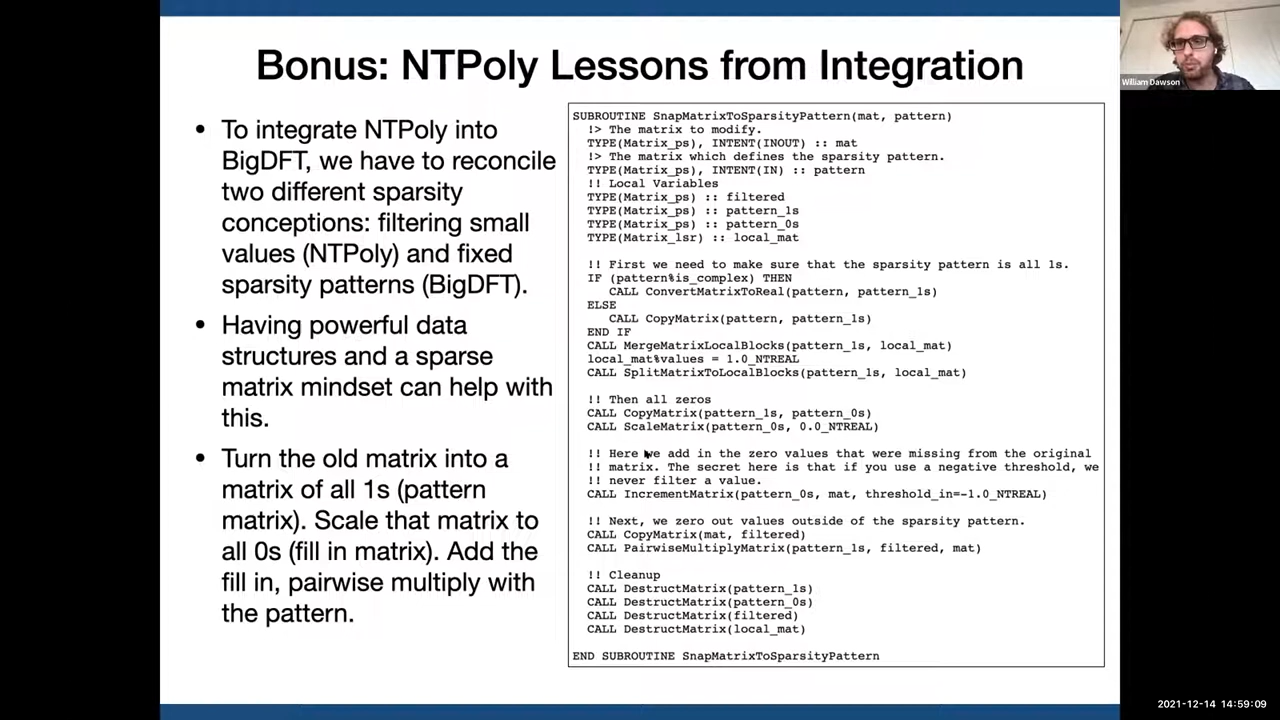 Bonus: NTPoly Lessons from Integration
• To integrate NTPoly into
BigDFT, we have to reconcile
two different sparsity
conceptions: filtering small
values (NTPoly) and fixed
sparsity patterns (BigDFT).
• Having powerful data
structures and a sparse
matrix mindset can help with
this.
• Turn the old matrix into a
matrix of all 1s (pattern
matrix). Scale that matrix to
all 0s (fill in matrix). Add the
fill in, pairwise multiply with
the pattern.
SUBROUTINE SnapMatrixToSparsityPattern(mat, pattern)
!> The matrix to modify.
TYPE(Matrix_ps), INTENT(INOUT) :: mat
!> The matrix which defines the sparsity pattern.
TYPE(Matrix_ps), INTENT(IN) :: pattern
!! Local Variables
TYPE(Matrix_ps) :: filtered
TYPE(Matrix_ps) :: pattern_1s
TYPE(Matrix_ps) :: pattern_0s
TYPE(Matrix_lsr) :: local_mat
!! First we need to make sure that the sparsity pattern is all 1s.
IF (pattern%is_complex) THEN
CALL ConvertMatrixToReal(pattern, pattern_1s)
ELSE
CALL CopyMatrix(pattern, pattern_1s)
END IF
CALL MergeMatrixLocalBlocks(pattern_1s, local_mat)
local_mat%values = 1.0_NTREAL
CALL SplitMatrixToLocalBlocks(pattern_1s, local_mat)
!! Then all zeros
CALL CopyMatrix(pattern_1s, pattern_0s)
CALL ScaleMatrix(pattern_0s, 0.0_NTREAL)
!! Here we add in the zero values that were missing from the original
!! matrix. The secret here is that if you use a negative threshold, we
!! never filter a value.
CALL IncrementMatrix(pattern_0s, mat, threshold_in=-1.0_NTREAL)
!! Next, we zero out values outside of the sparsity pattern.
CALL CopyMatrix(mat, filtered)
CALL PairwiseMultiplyMatrix(pattern_1s, filtered, mat)
!! Cleanup
CALL DestructMatrix(pattern_1s)
CALL DestructMatrix(pattern_0s)
CALL DestructMatrix(filtered)
CALL DestructMatrix(local_mat)
END SUBROUTINE SnapMatrixToSparsityPattern
William Dawson
2021-12-14 14:59:09